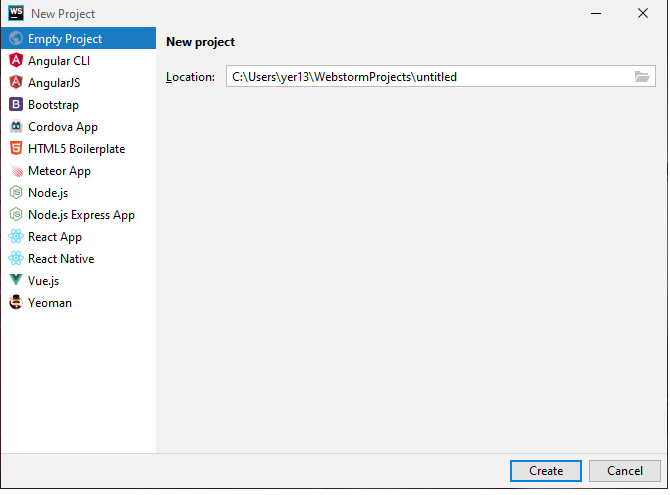 WS New Project
Empty Project
Angular CLI
AngularJS
Bootstrap
Cordova App
HTML5 Boilerplate
Meteor App
Node.js
Node.js Express App
React App
React Native
Vue.js
Yeoman
New project
Location: C:\Users\yer13\WebstormProjects\untitled
Create Cancel